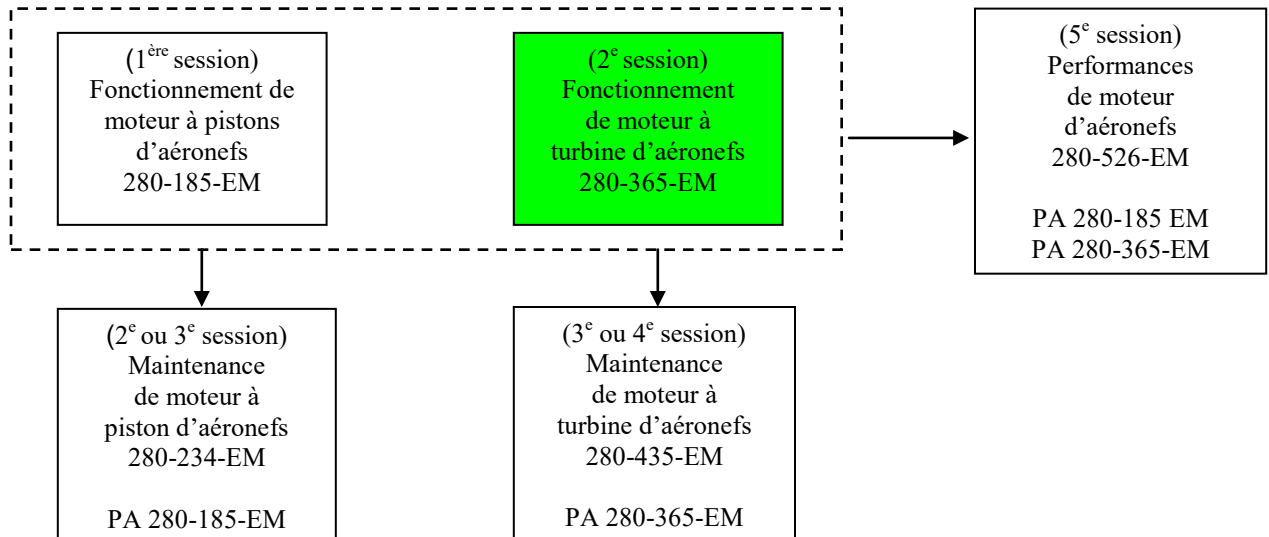 (1ère session)
Fonctionnement de
moteur à pistons
d’aéronefs
280-185-EM
(2e session)
Fonctionnement
de moteur à
turbine d’aéronefs
280-365-EM
(5e session)
Performances
de moteur
d’aéronefs
280-526-EM
PA 280-185 EM
PA 280-365-EM
(2e ou 3e session)
Maintenance
de moteur à
piston d’aéronefs
280-234-EM
PA 280-185-EM
(3e ou 4e session)
Maintenance
de moteur à
turbine d’aéronefs
280-435-EM
PA 280-365-EM